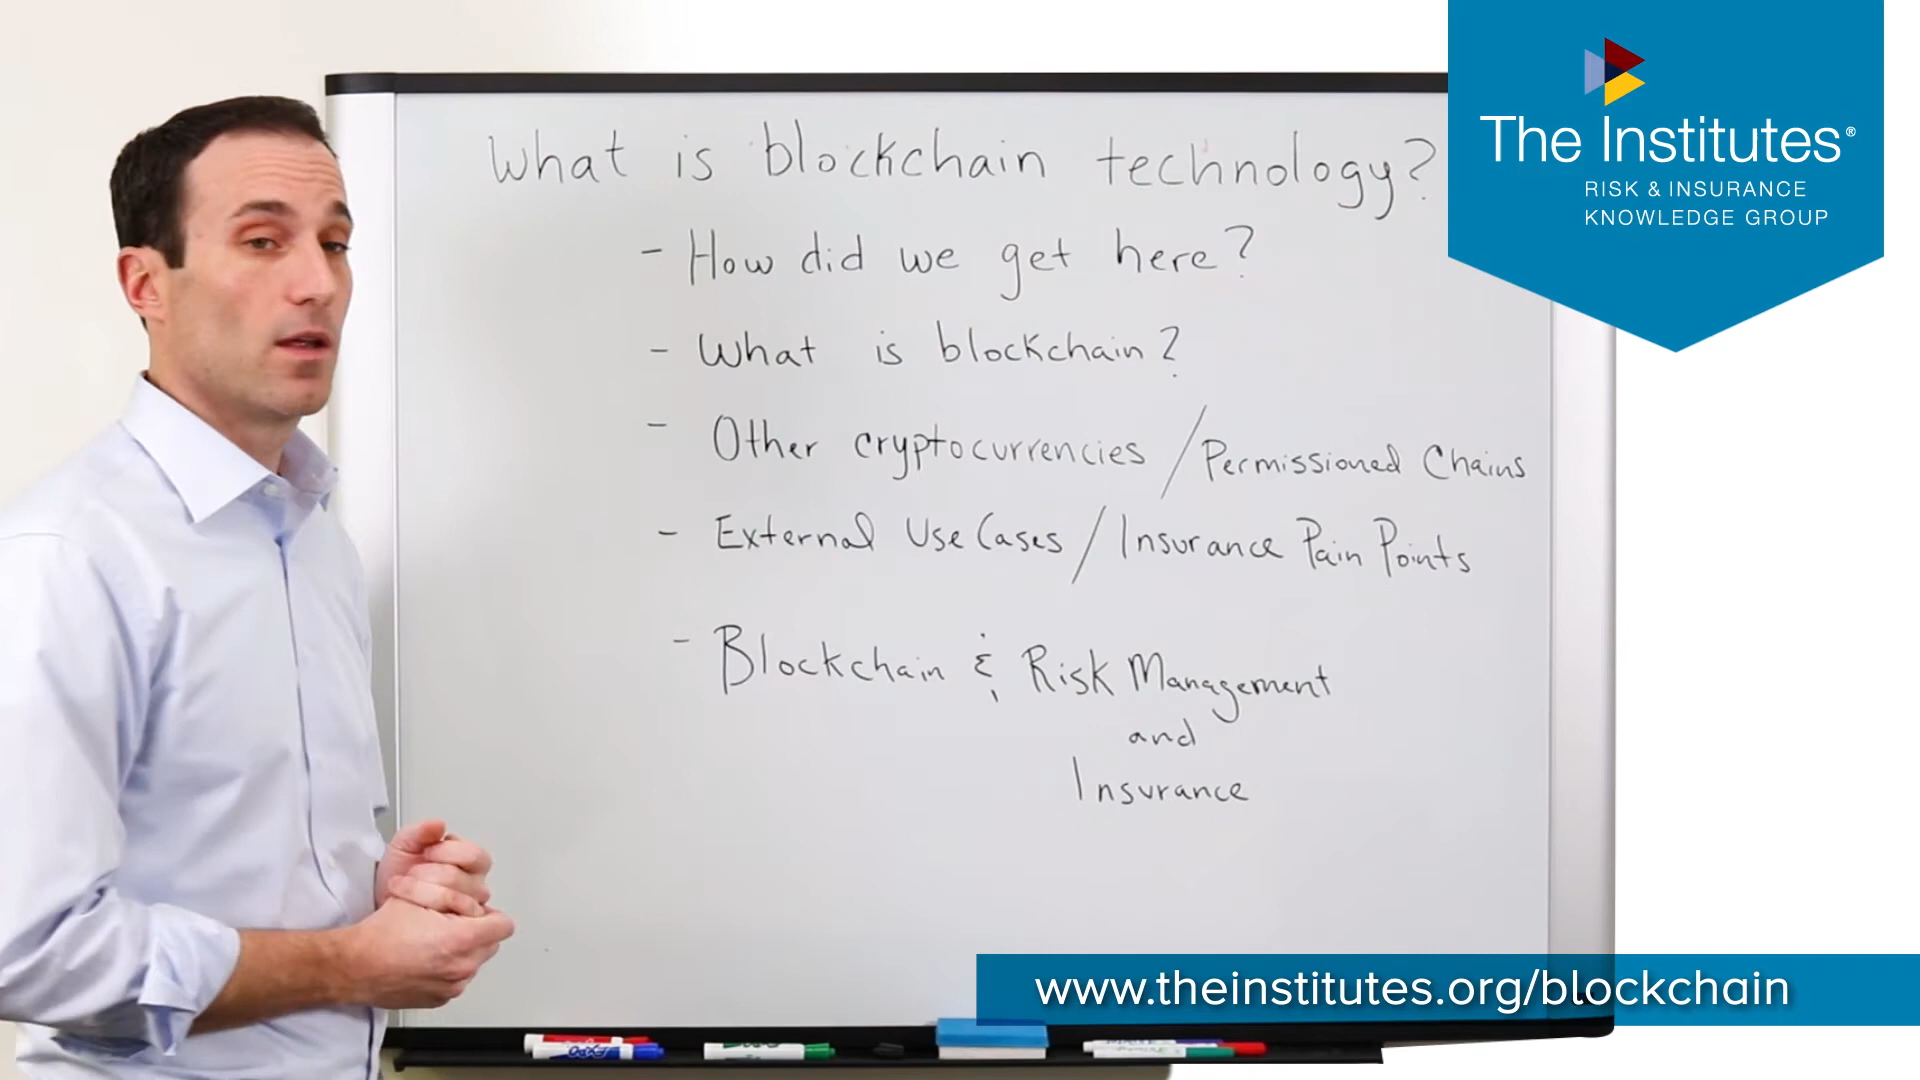 What is blockchain technology?
- How did we get here?
- What is blockchain?
- Other cryptocurrencies / Permissioned Chains
- External Use Cases / Insurance Pain Points
- Blockchain & Risk Management
and
Insurance
The Institutes®
RISK & INSURANCE
KNOWLEDGE GROUP
www.theinstitutes.org/blockchain
EXPO